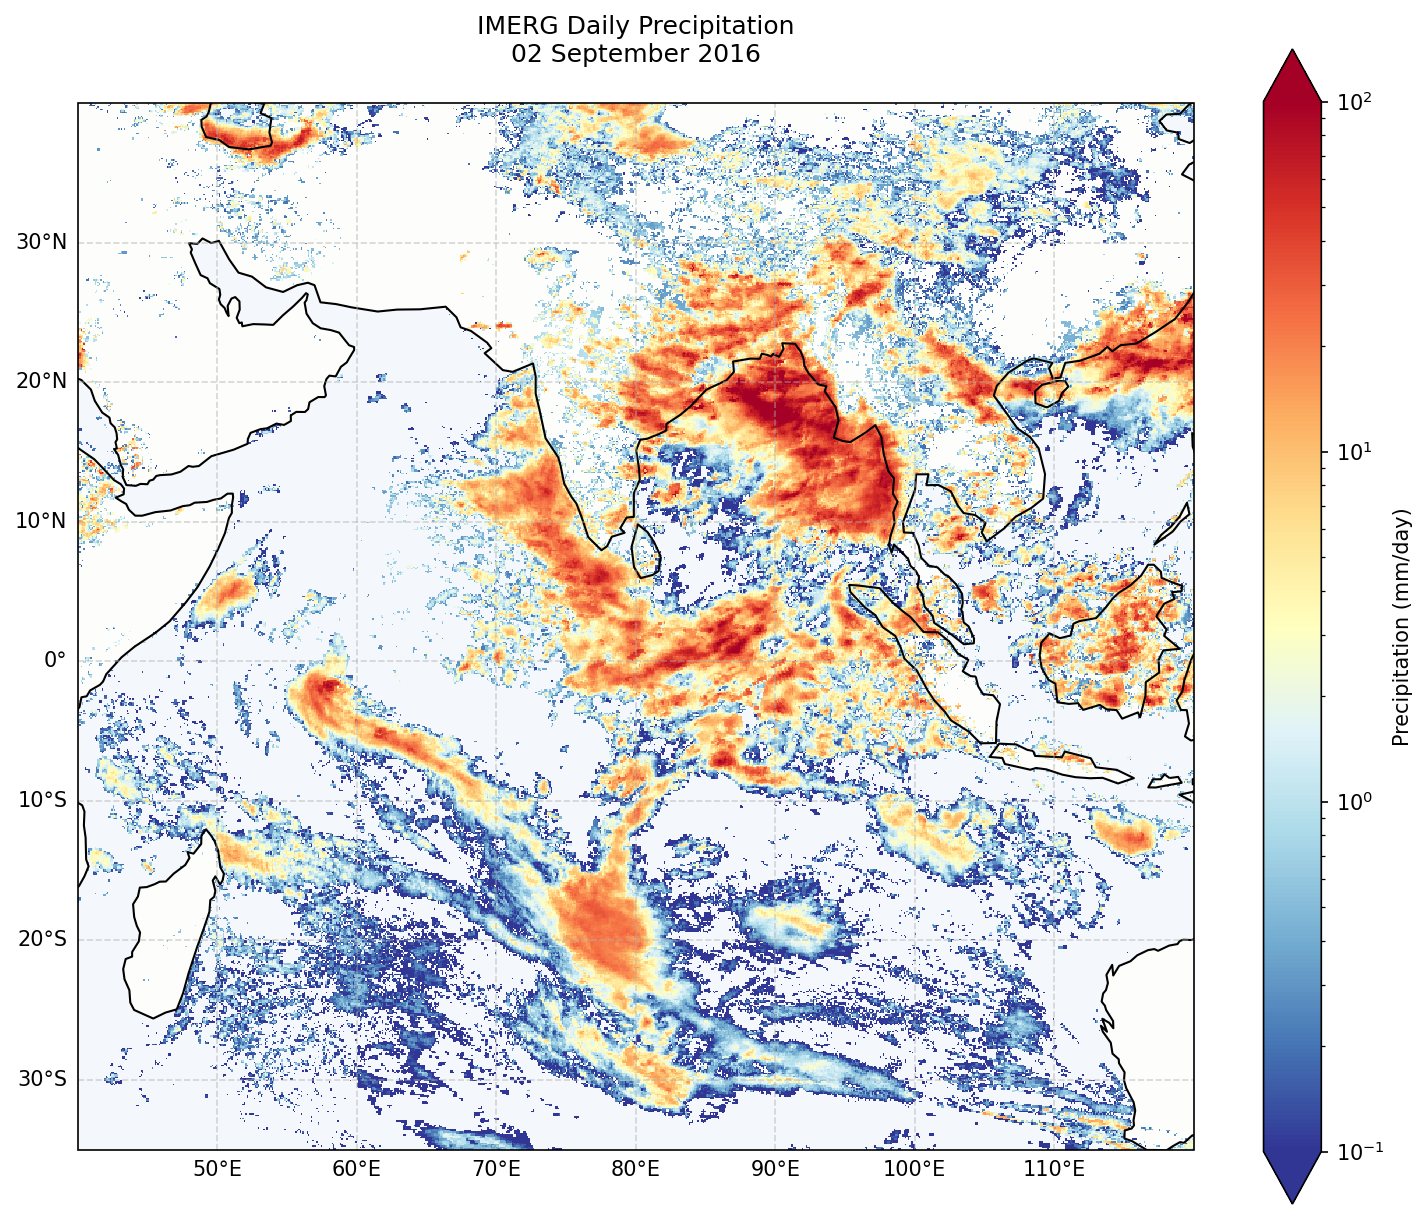 IMERG Daily Precipitation
02 September 2016
30°N
20°N
10°N
0°
10°S
20°S
30°S
50°E
60°E
70°E
80°E
90°E
100°E
110°E
10²
10¹
10⁰
10⁻¹
Precipitation (mm/day)